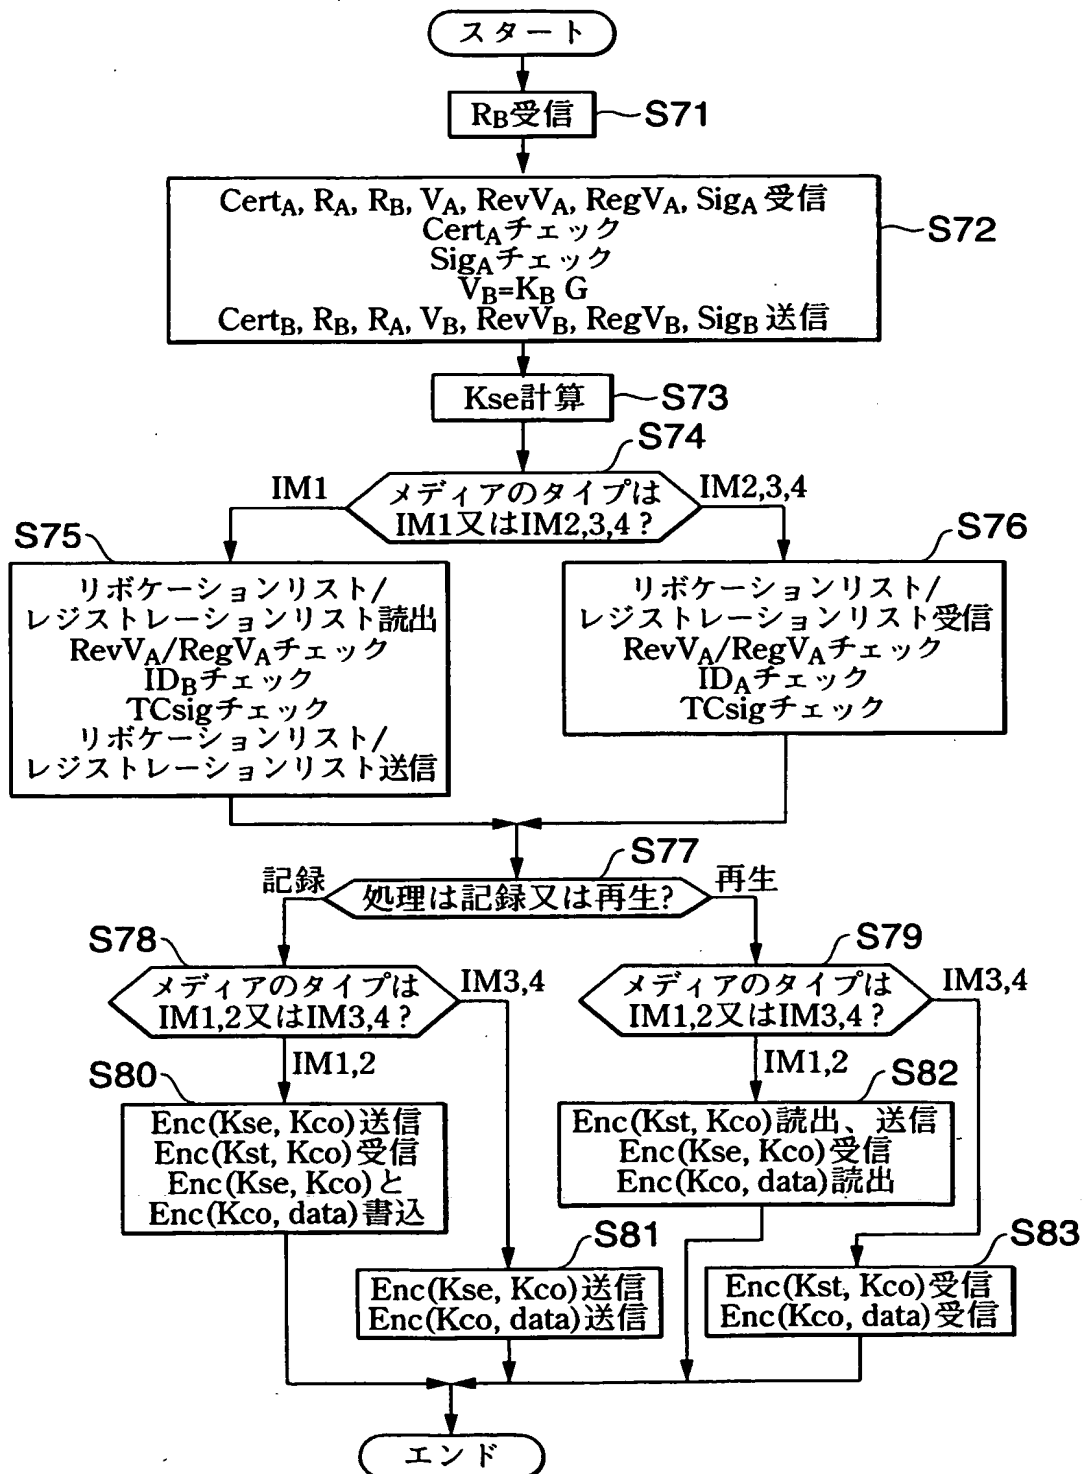 スタート
RB受信
S71
CertA, RA, RB, VA, RevVA, RegVA, SigA 受信
CertAチェック
SigAチェック
VB=KB G
CertB, RB, RA, VB, RevVB, RegVB, SigB 送信
S72
Kse計算
S73
S74
メディアのタイプは
IM1又はIM2,3,4?
IM1
IM2,3,4
S75
リボケーションリスト/
レジストレーションリスト読出
RevVA/RegVAチェック
IDBチェック
TCsigチェック
リボケーションリスト/
レジストレーションリスト送信
S76
リボケーションリスト/
レジストレーションリスト受信
RevVA/RegVAチェック
IDAチェック
TCsigチェック
S77
処理は記録又は再生?
記録
再生
S78
メディアのタイプは
IM1,2又はIM3,4?
IM3,4
IM1,2
S79
メディアのタイプは
IM1,2又はIM3,4?
IM3,4
IM1,2
S80
Enc(Kse, Kco)送信
Enc(Kst, Kco)受信
Enc(Kse, Kco)と
Enc(Kco, data)書込
S82
Enc(Kst, Kco)読出、送信
Enc(Kse, Kco)受信
Enc(Kco, data)読出
S81
Enc(Kse, Kco)送信
Enc(Kco, data)送信
S83
Enc(Kst, Kco)受信
Enc(Kco, data)受信
エンド